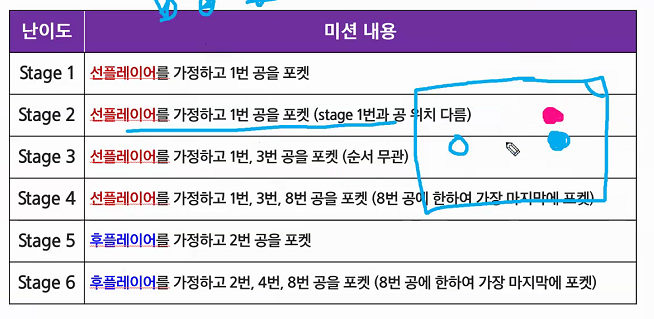 난이도 미션 내용
Stage 1 선플레이어를 가정하고 1번 공을 포켓
Stage 2 선플레이어를 가정하고 1번 공을 포켓 (stage 1번과 공 위치 다름)
Stage 3 선플레이어를 가정하고 1번, 3번 공을 포켓 (순서 무관)
Stage 4 선플레이어를 가정하고 1번, 3번, 8번 공을 포켓 (8번 공에 한하여 가장 마지막에 포켓)
Stage 5 후플레이어를 가정하고 2번 공을 포켓
Stage 6 후플레이어를 가정하고 2번, 4번, 8번 공을 포켓 (8번 공에 한하여 가장 마지막에 포켓)